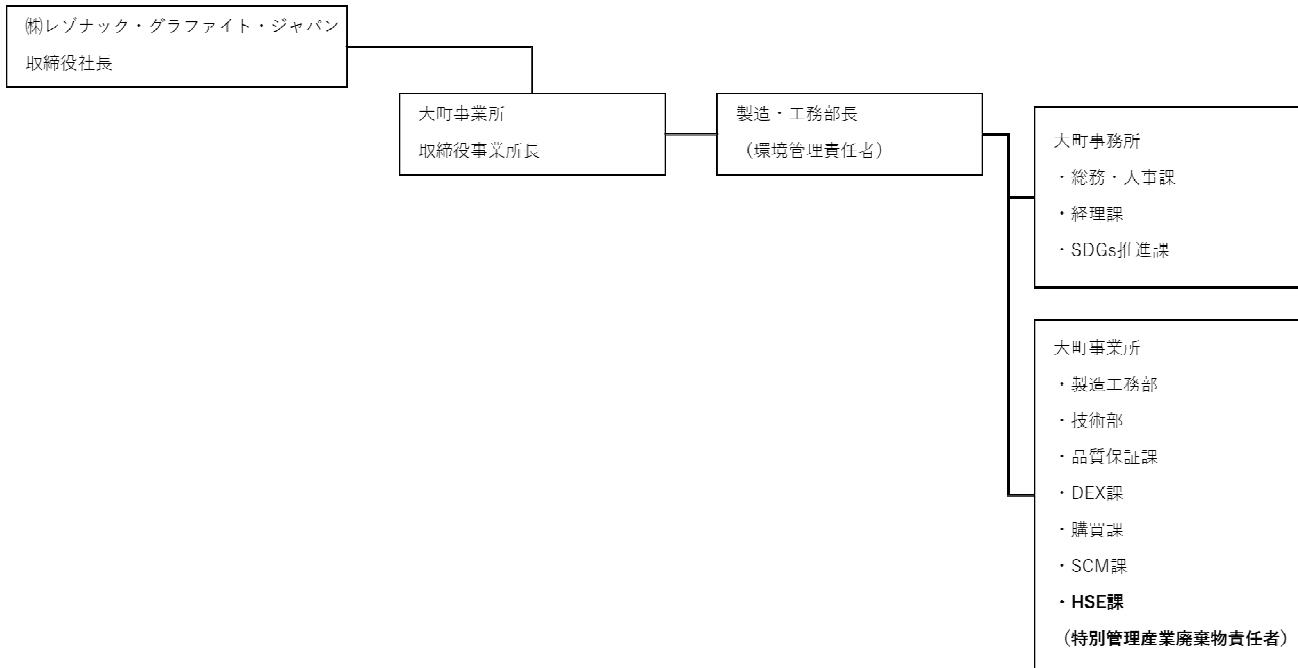 ㈱レゾナック・グラファイト・ジャパン
取締役社長
大町事業所
取締役事業所長
製造・工務部長
（環境管理責任者）
大町事務所
・総務・人事課
・経理課
・SDGs推進課
大町事業所
・製造工務部
・技術部
・品質保証課
・DEX課
・購買課
・SCM課
・HSE課
（特別管理産業廃棄物責任者）